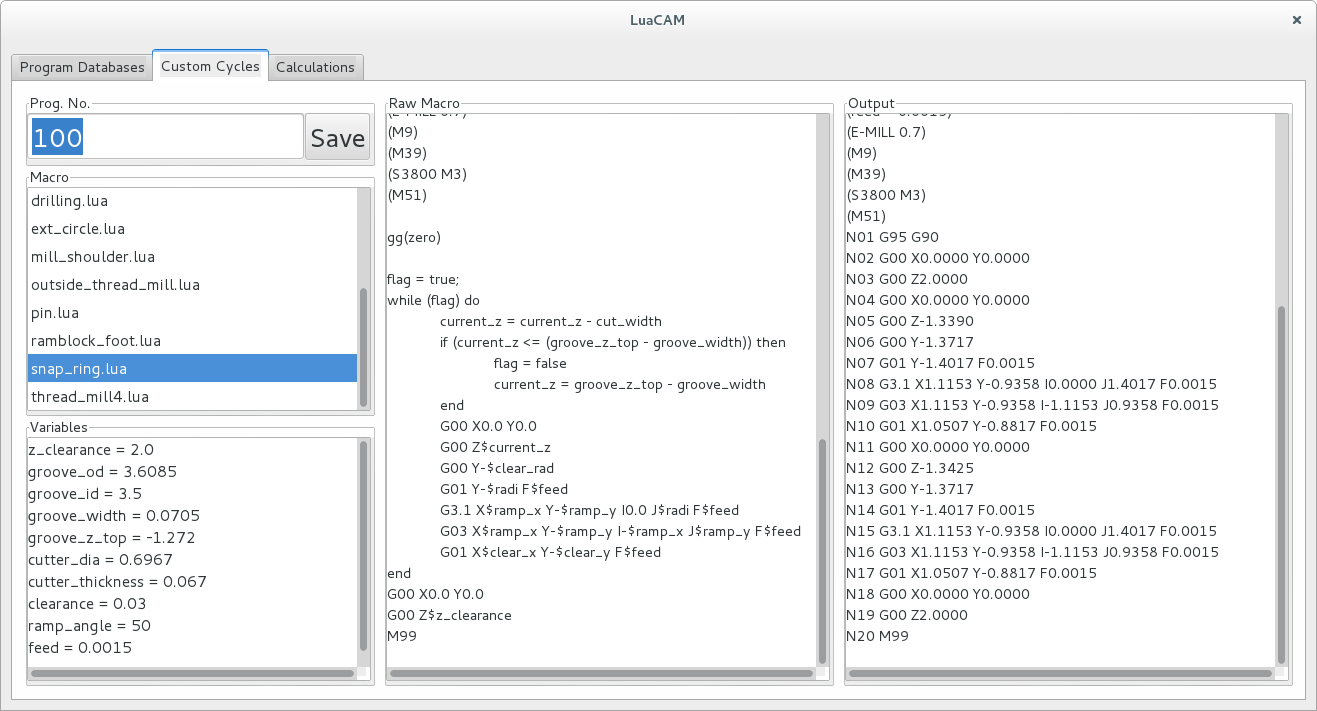 LuaCAM
Program Databases
Custom Cycles
Calculations
Prog. No.
100
Save
Macro
drilling.lua
ext_circle.lua
mill_shoulder.lua
outside_thread_mill.lua
pin.lua
ramblock_foot.lua
snap_ring.lua
thread_mill4.lua
Variables
z_clearance = 2.0
groove_od = 3.6085
groove_id = 3.5
groove_width = 0.0705
groove_z_top = -1.272
cutter_dia = 0.6967
cutter_thickness = 0.067
clearance = 0.03
ramp_angle = 50
feed = 0.0015
Raw Macro
(E-MILL 0.7)
(M9)
(M39)
(S3800 M3)
(M51)
gg(zero)
flag = true;
while (flag) do
current_z = current_z - cut_width
if (current_z <= (groove_z_top - groove_width)) then
flag = false
current_z = groove_z_top - groove_width
end
G00 X0.0 Y0.0
G00 Z$current_z
G00 Y-$clear_rad
G01 Y-$radi F$feed
G3.1 X$ramp_x Y-$ramp_y I0.0 J$radi F$feed
G03 X$ramp_x Y-$ramp_y I-$ramp_x J$ramp_y F$feed
G01 X$clear_x Y-$clear_y F$feed
end
G00 X0.0 Y0.0
G00 Z$z_clearance
M99
Output
(feed = 0.0015)
(E-MILL 0.7)
(M9)
(M39)
(S3800 M3)
(M51)
N01 G95 G90
N02 G00 X0.0000 Y0.0000
N03 G00 Z2.0000
N04 G00 X0.0000 Y0.0000
N05 G00 Z-1.3390
N06 G00 Y-1.3717
N07 G01 Y-1.4017 F0.0015
N08 G3.1 X1.1153 Y-0.9358 I0.0000 J1.4017 F0.0015
N09 G03 X1.1153 Y-0.9358 I-1.1153 J0.9358 F0.0015
N10 G01 X1.0507 Y-0.8817 F0.0015
N11 G00 X0.0000 Y0.0000
N12 G00 Z-1.3425
N13 G00 Y-1.3717
N14 G01 Y-1.4017 F0.0015
N15 G3.1 X1.1153 Y-0.9358 I0.0000 J1.4017 F0.0015
N16 G03 X1.1153 Y-0.9358 I-1.1153 J0.9358 F0.0015
N17 G01 X1.0507 Y-0.8817 F0.0015
N18 G00 X0.0000 Y0.0000
N19 G00 Z2.0000
N20 M99